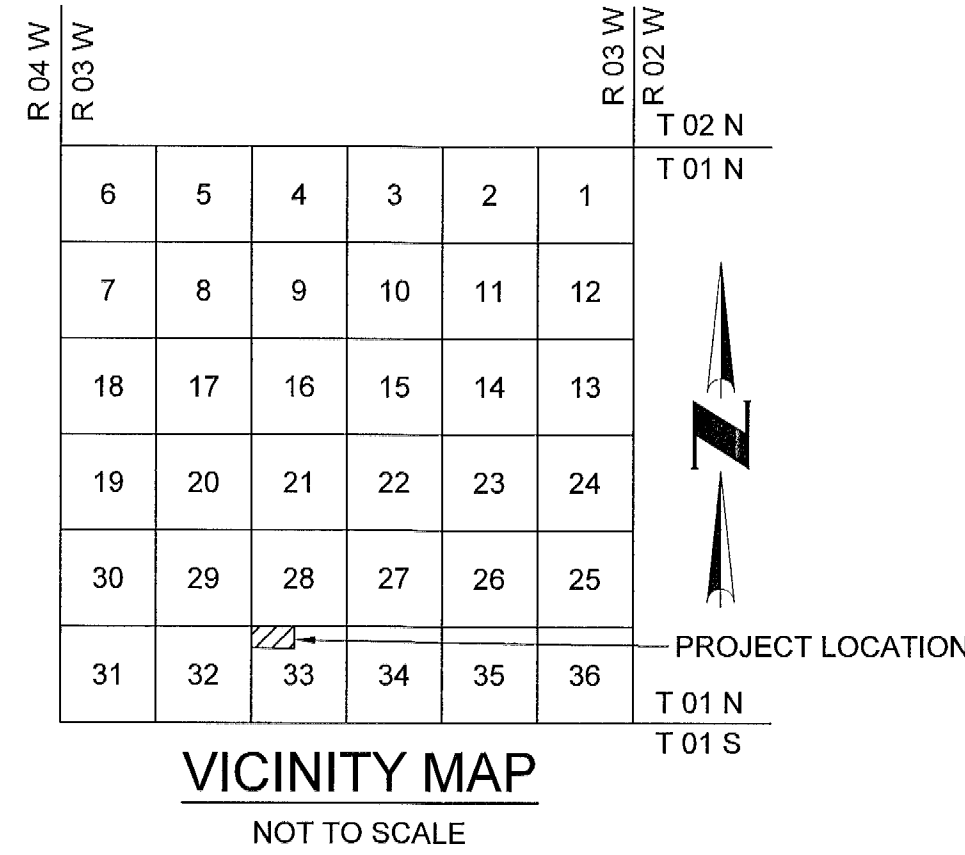 R 04 W
R 03 W
R 03 W
R 02 W
T 02 N
T 01 N
6 5 4 3 2 1
7 8 9 10 11 12
18 17 16 15 14 13
19 20 21 22 23 24
N
30 29 28 27 26 25
PROJECT LOCATION
31 32 33 34 35 36
T 01 N
T 01 S
VICINITY MAP
NOT TO SCALE